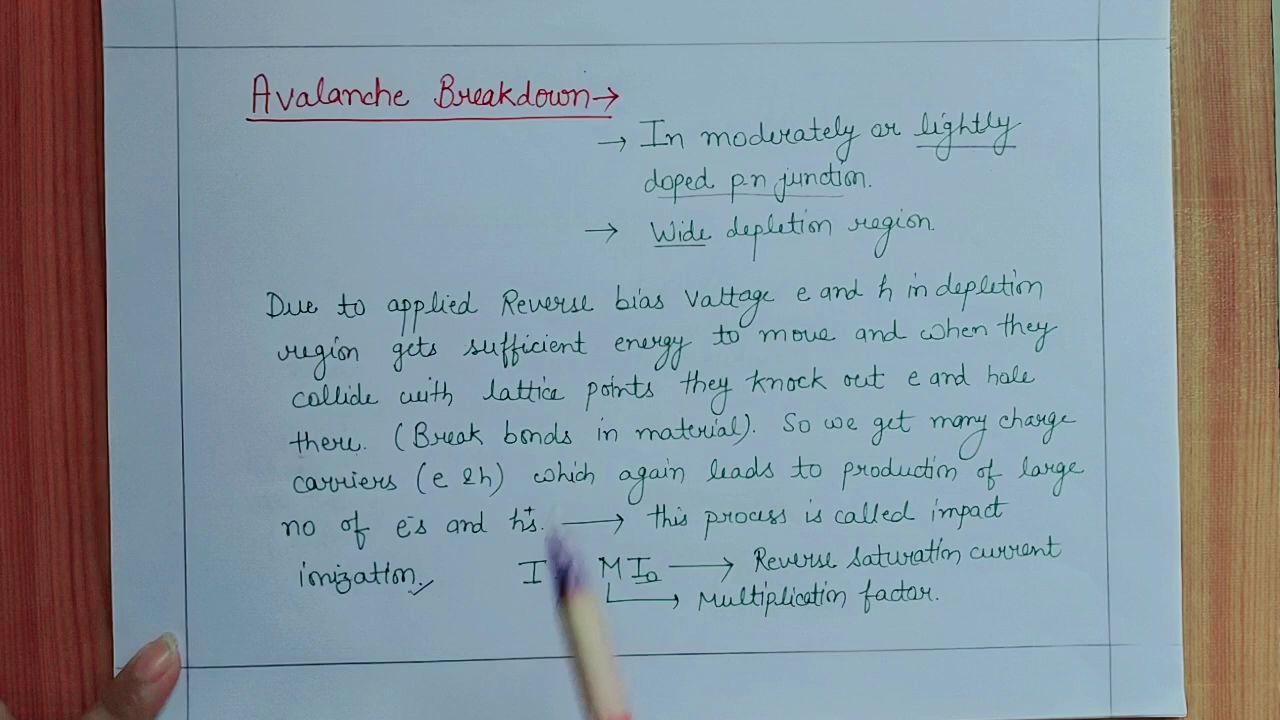 Avalanche Breakdown→
→ In moderately or lightly
doped p-n junction.
→ Wide depletion region.
Due to applied Reverse bias Valtage e and h in depletion
region gets sufficient energy to move and when they
collide with lattice points they knock out e and hole
there. (Break bonds in material). So we get many charge
carriers (e & h) which again leads to production of large
no of e⁻s and h⁺s. → this process is called impact
ionization. I M I₀ → Reverse saturation current
→ Multiplication factor.